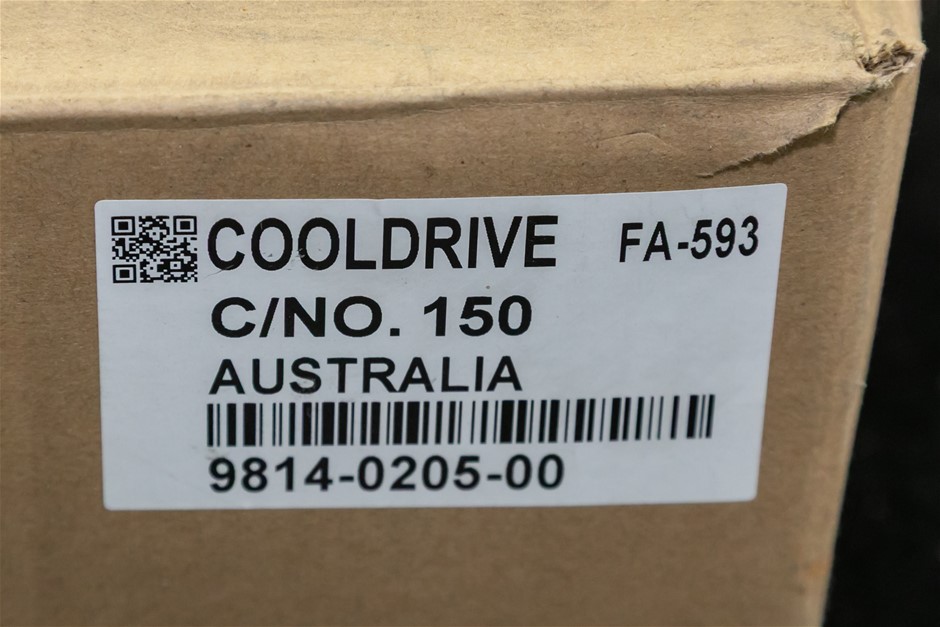 COOLDRIVE FA-593
C/NO. 150
AUSTRALIA
9814-0205-00